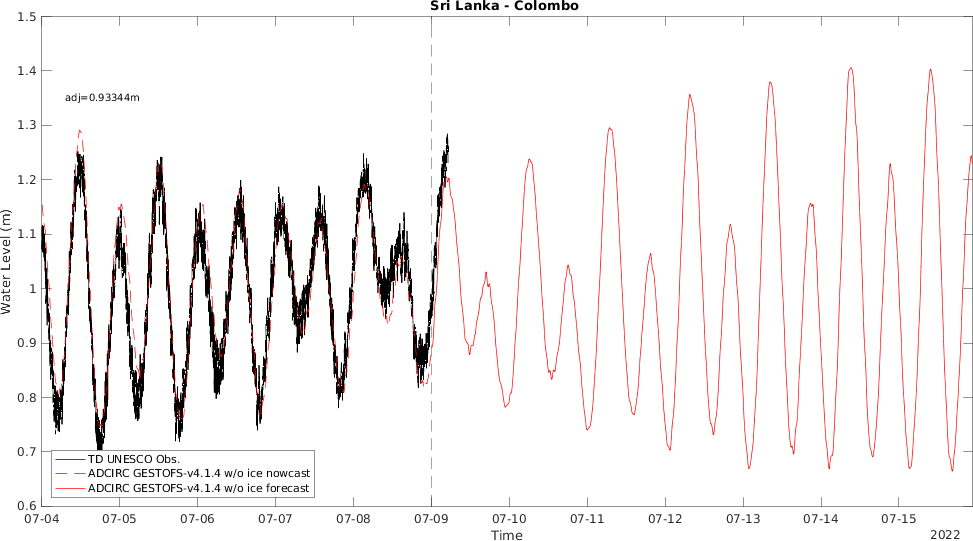 Sri Lanka - Colombo
1.5
1.4
adj=0.93344m
1.3
1.2
1.1
Water Level (m)
1
0.9
0.8
0.7
TD UNESCO Obs.
ADCIRC GESTOFS-v4.1.4 w/o ice nowcast
ADCIRC GESTOFS-v4.1.4 w/o ice forecast
0.6
07-04 07-05 07-06 07-07 07-08 07-09 07-10 07-11 07-12 07-13 07-14 07-15
Time
2022